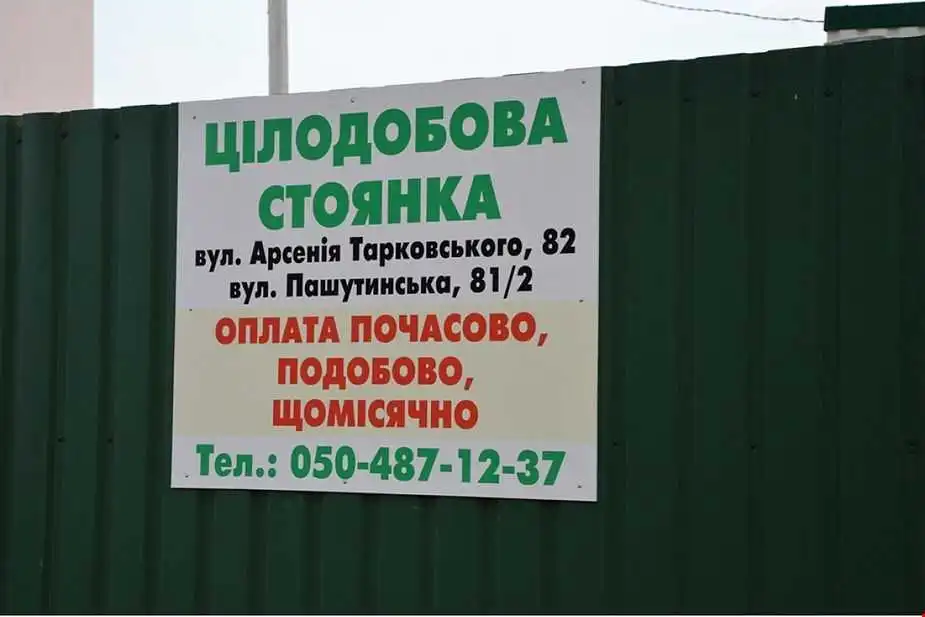 ЦІЛОДОБОВА
СТОЯНКА
вул. Арсенія Тарковського, 82
вул. Пашутинська, 81/2
ОПЛАТА ПОЧАСОВО,
ПОДОБОВО,
ЩОМІСЯЧНО
Тел.: 050-487-12-37